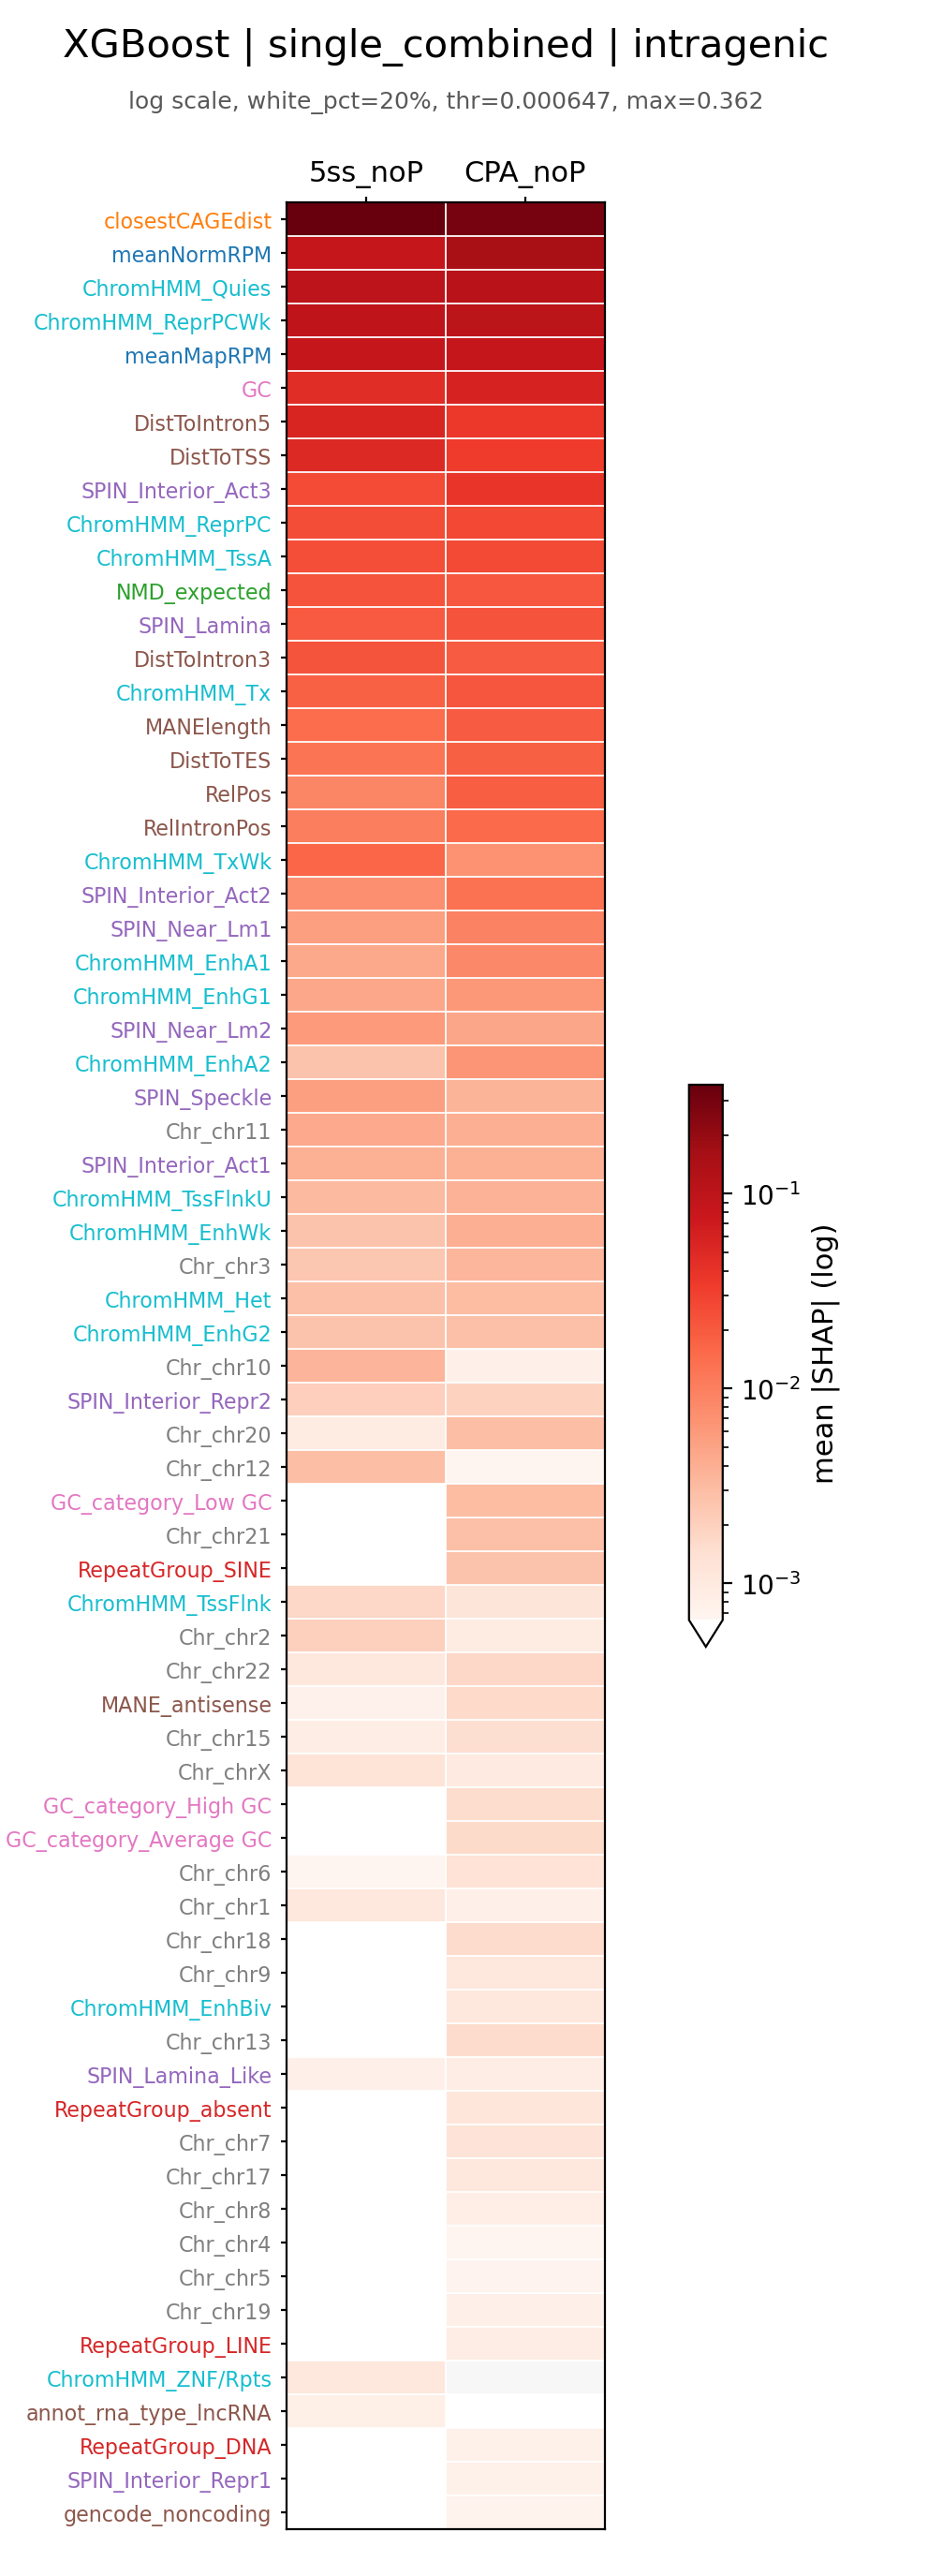 XGBoost | single_combined | intragenic
log scale, white_pct=20%, thr=0.000647, max=0.362
5ss_noP CPA_noP
closestCAGEdist
meanNormRPM
ChromHMM_Quies
ChromHMM_ReprPCWk
meanMapRPM
GC
DistToIntron5
DistToTSS
SPIN_Interior_Act3
ChromHMM_ReprPC
ChromHMM_TssA
NMD_expected
SPIN_Lamina
DistToIntron3
ChromHMM_Tx
MANElength
DistToTES
RelPos
RelIntronPos
ChromHMM_TxWk
SPIN_Interior_Act2
SPIN_Near_Lm1
ChromHMM_EnhA1
ChromHMM_EnhG1
SPIN_Near_Lm2
ChromHMM_EnhA2
SPIN_Speckle
Chr_chr11
SPIN_Interior_Act1
ChromHMM_TssFlnkU
ChromHMM_EnhWk
Chr_chr3
ChromHMM_Het
ChromHMM_EnhG2
Chr_chr10
SPIN_Interior_Repr2
Chr_chr20
Chr_chr12
GC_category_Low GC
Chr_chr21
RepeatGroup_SINE
ChromHMM_TssFlnk
Chr_chr2
Chr_chr22
MANE_antisense
Chr_chr15
Chr_chrX
GC_category_High GC
GC_category_Average GC
Chr_chr6
Chr_chr1
Chr_chr18
Chr_chr9
ChromHMM_EnhBiv
Chr_chr13
SPIN_Lamina_Like
RepeatGroup_absent
Chr_chr7
Chr_chr17
Chr_chr8
Chr_chr4
Chr_chr5
Chr_chr19
RepeatGroup_LINE
ChromHMM_ZNF/Rpts
annot_rna_type_lncRNA
RepeatGroup_DNA
SPIN_Interior_Repr1
gencode_noncoding
10⁻¹
10⁻²
10⁻³
mean |SHAP| (log)